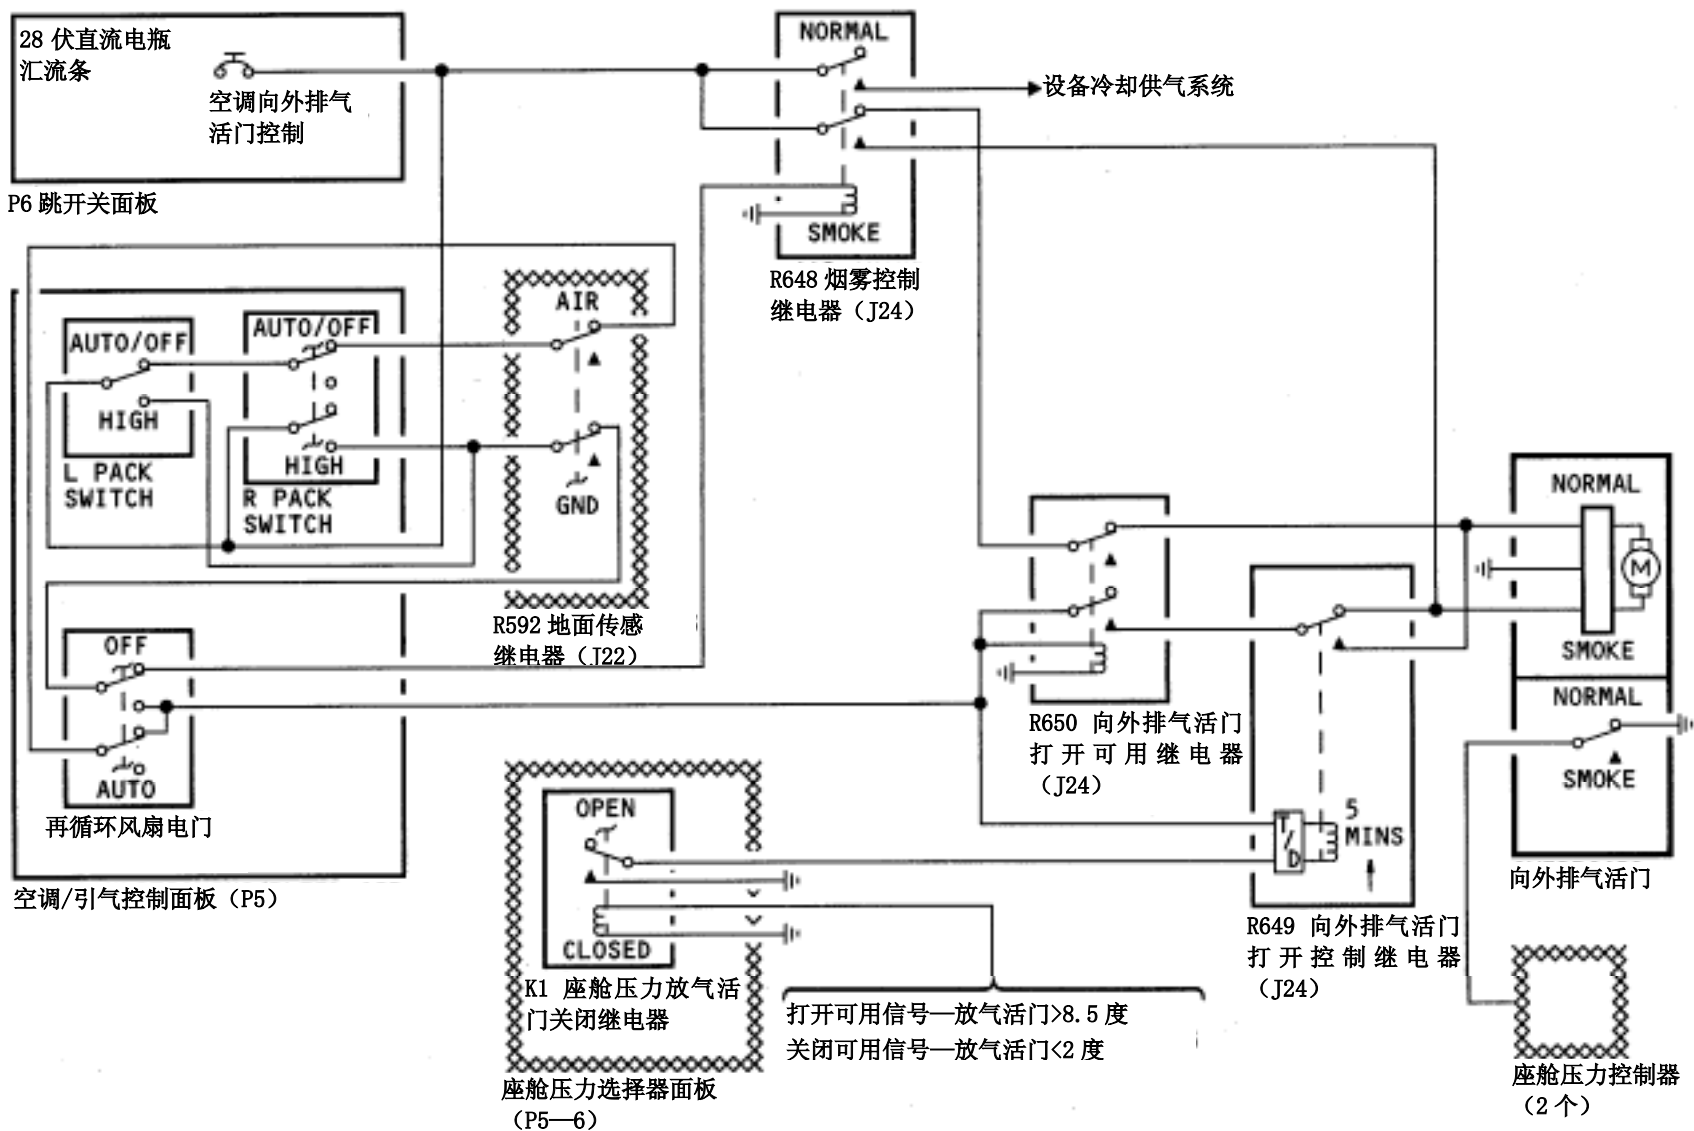 28 伏直流电瓶
汇流条
空调向外排气
活门控制
P6 跳开关面板
NORMAL
SMOKE
R648 烟雾控制
继电器（J24）
设备冷却供气系统
AUTO/OFF
HIGH
L PACK
SWITCH
AUTO/OFF
HIGH
R PACK
SWITCH
AIR
GND
R592 地面传感
继电器（J22）
OFF
AUTO
再循环风扇电门
空调/引气控制面板（P5）
OPEN
CLOSED
K1 座舱压力放气活
门关闭继电器
座舱压力选择器面板
（P5—6）
打开可用信号—放气活门>8.5 度
关闭可用信号—放气活门<2 度
R650 向外排气活门
打开可用继电器
（J24）
T/D
5
MINS
R649 向外排气活门
打开控制继电器
（J24）
NORMAL
M
SMOKE
NORMAL
SMOKE
向外排气活门
座舱压力控制器
（2 个）